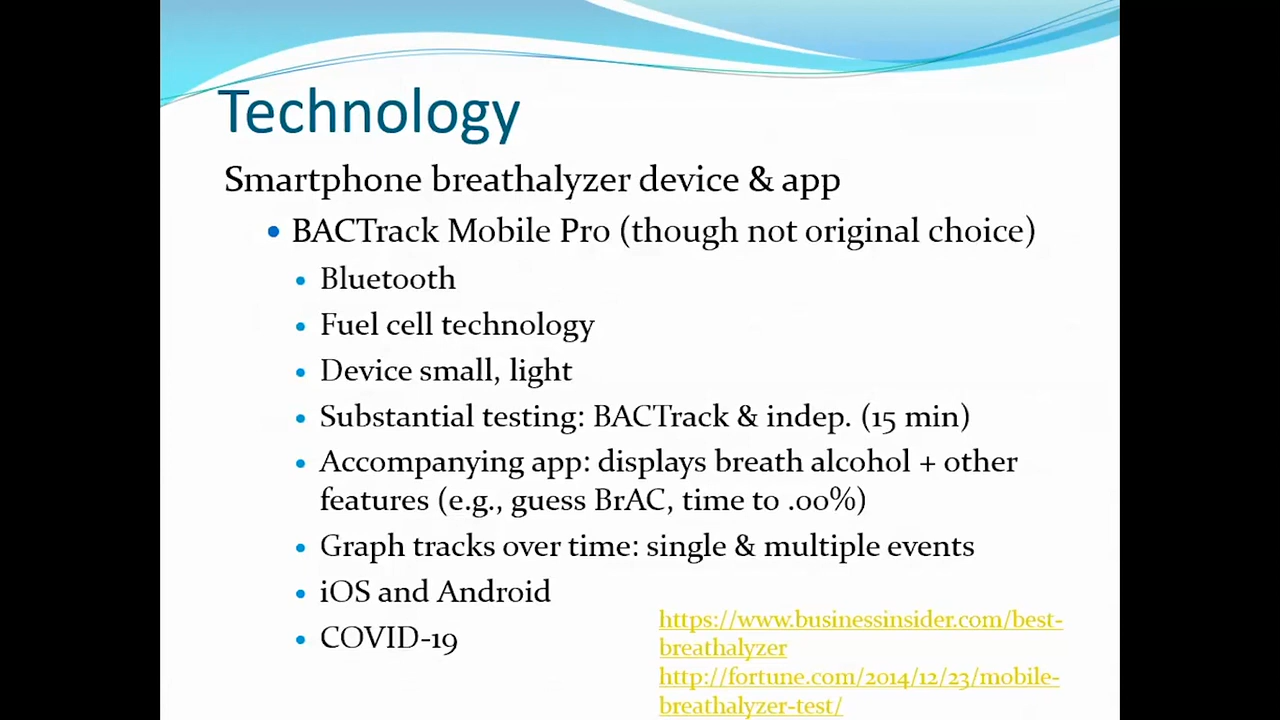 Technology
Smartphone breathalyzer device & app
• BACTrack Mobile Pro (though not original choice)
• Bluetooth
• Fuel cell technology
• Device small, light
• Substantial testing: BACTrack & indep. (15 min)
• Accompanying app: displays breath alcohol + other
features (e.g., guess BrAC, time to .00%)
• Graph tracks over time: single & multiple events
• iOS and Android
• COVID-19
https://www.businessinsider.com/best-
breathalyzer
http://fortune.com/2014/12/23/mobile-
breathalyzer-test/